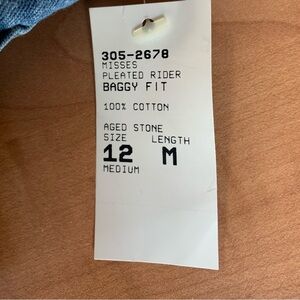 305-2678
MISSES
PLEATED RIDER
BAGGY FIT
100% COTTON
AGED STONE
SIZE LENGTH
12 M
MEDIUM